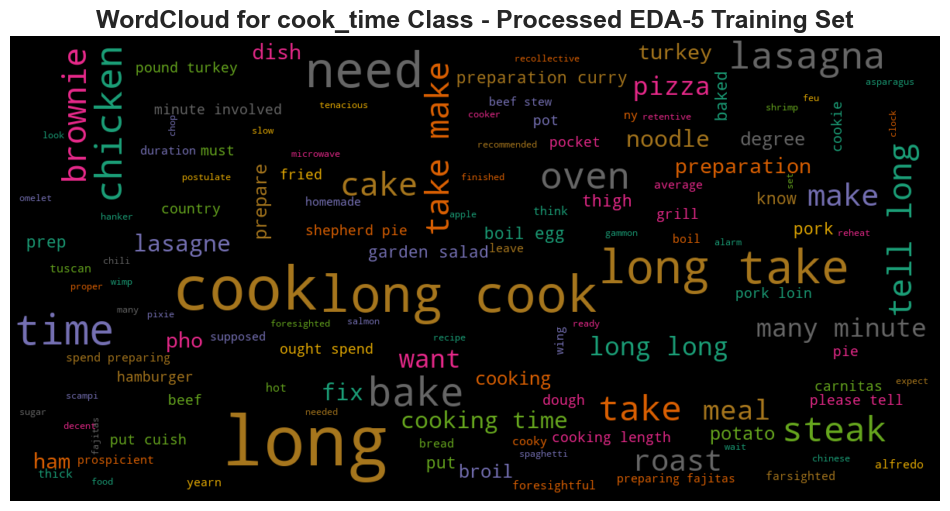 WordCloud for cook_time Class - Processed EDA-5 Training Set
dish
recollective
turkey
lasagna
brownie
chicken
pound turkey
need
take make
preparation curry
pizza
baked
asparagus
minute involved
tenacious
beef stew
cooker
pot
ny
retentive
shrimp
feu
cookie
clock
chop
slow
look
duration
must
microwave
recommended
pocket
noodle
degree
tell long
omelet
postulate
fried
cake
finished
oven
average
thigh
preparation
set
know
make
hanker
country
prepare
homemade
apple
think
grill
pork
reheat
prep
lasagne
shepherd pie
garden salad
boil egg
leave
gammon
boil
alarm
tuscan
chili
proper
wimp
cook
long cook
long take
pork loin
many
pixie
time
foresighted
salmon
recipe
ready
many minute
pho
supposed
wing
spend preparing
ought spend
want
long long
pie
hamburger
scampi
beef
hot
fix
bake
cooking
dough
carnitas
expect
please tell
sugar
decent
fajitas
put cuish
long
needed
cooking time
take
meal
steak
bread
cooky
cooking length
potato
wait
ham
prospicient
thick
food
yearn
put
broil
spaghetti
foresightful
roast
preparing fajitas
chinese
farsighted
alfredo